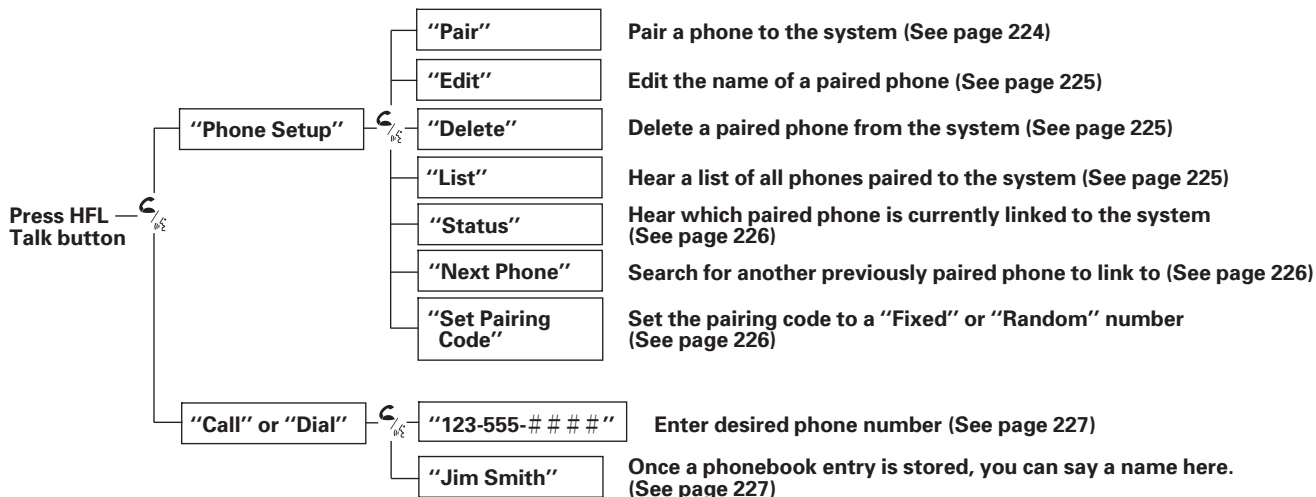 "Pair" Pair a phone to the system (See page 224)
"Edit" Edit the name of a paired phone (See page 225)
"Phone Setup" "Delete" Delete a paired phone from the system (See page 225)
"List" Hear a list of all phones paired to the system (See page 225)
Press HFL
Talk button
"Status" Hear which paired phone is currently linked to the system
(See page 226)
"Next Phone" Search for another previously paired phone to link to (See page 226)
"Set Pairing
Code"
Set the pairing code to a "Fixed" or "Random" number
(See page 226)
"Call" or "Dial" "123-555-####" Enter desired phone number (See page 227)
"Jim Smith" Once a phonebook entry is stored, you can say a name here.
(See page 227)